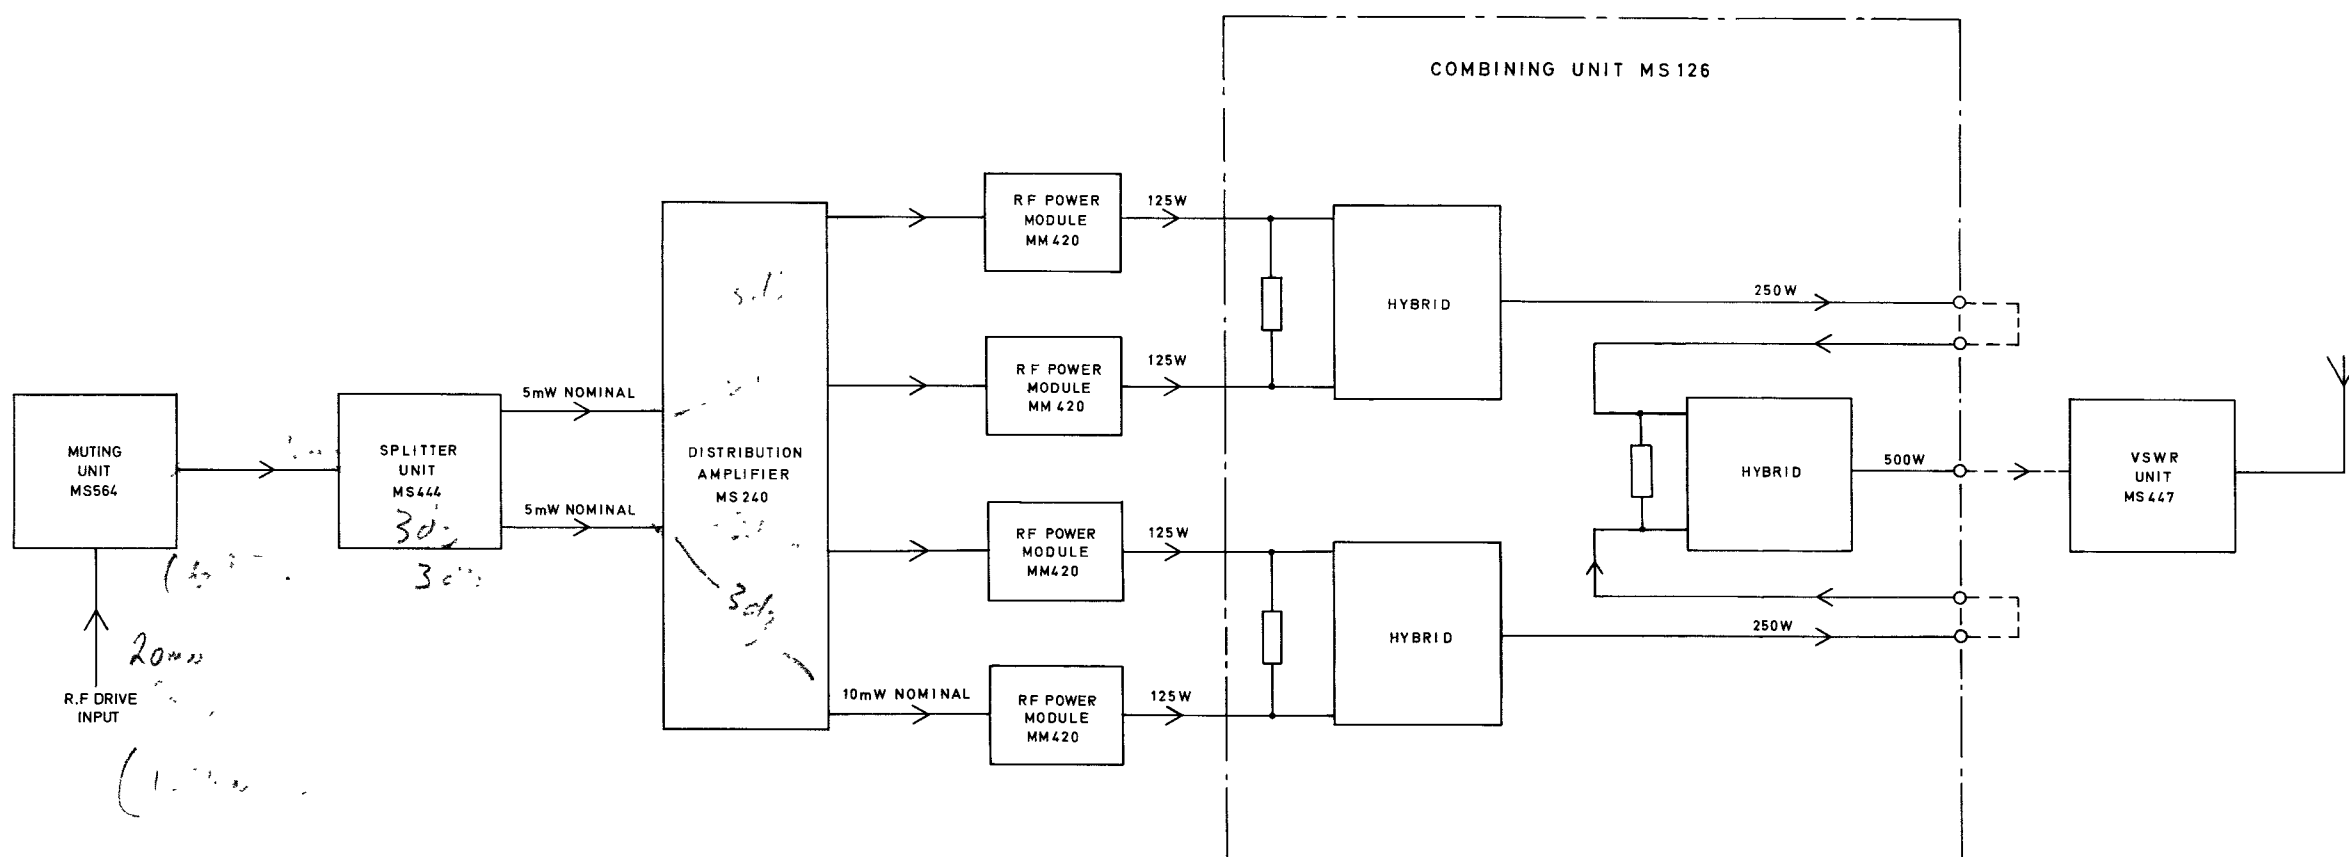 COMBINING UNIT MS126
RF POWER
MODULE
MM420
125W
RF POWER
MODULE
MM420
125W
RF POWER
MODULE
MM420
125W
10mW NOMINAL
RF POWER
MODULE
MM420
125W
HYBRID
250W
HYBRID
250W
HYBRID
500W
VSWR
UNIT
MS447
MUTING
UNIT
MS564
SPLITTER
UNIT
MS444
5mW NOMINAL
5mW NOMINAL
DISTRIBUTION
AMPLIFIER
MS240
R.F DRIVE
INPUT